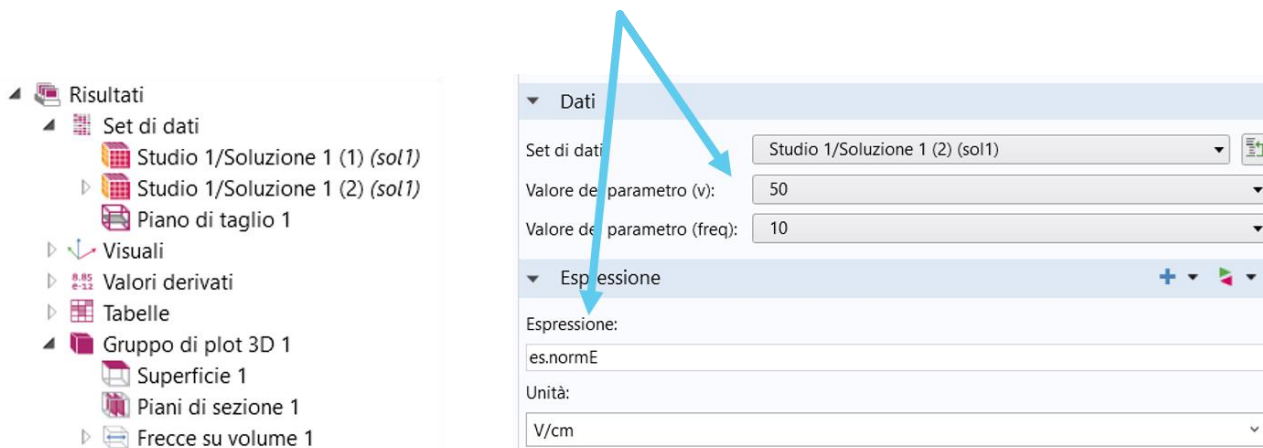 Risultati
Set di dati
Studio 1/Soluzione 1 (1) (sol1)
Studio 1/Soluzione 1 (2) (sol1)
Piano di taglio 1
Visuali
8.85
e-12
Valori derivati
Tabelle
Gruppo di plot 3D 1
Superficie 1
Piani di sezione 1
Frecce su volume 1
Dati
Set di dati
Studio 1/Soluzione 1 (2) (sol1)
Valore del parametro (v):
50
Valore del parametro (freq):
10
Espressione
Espressione:
es.normE
Unità:
V/cm